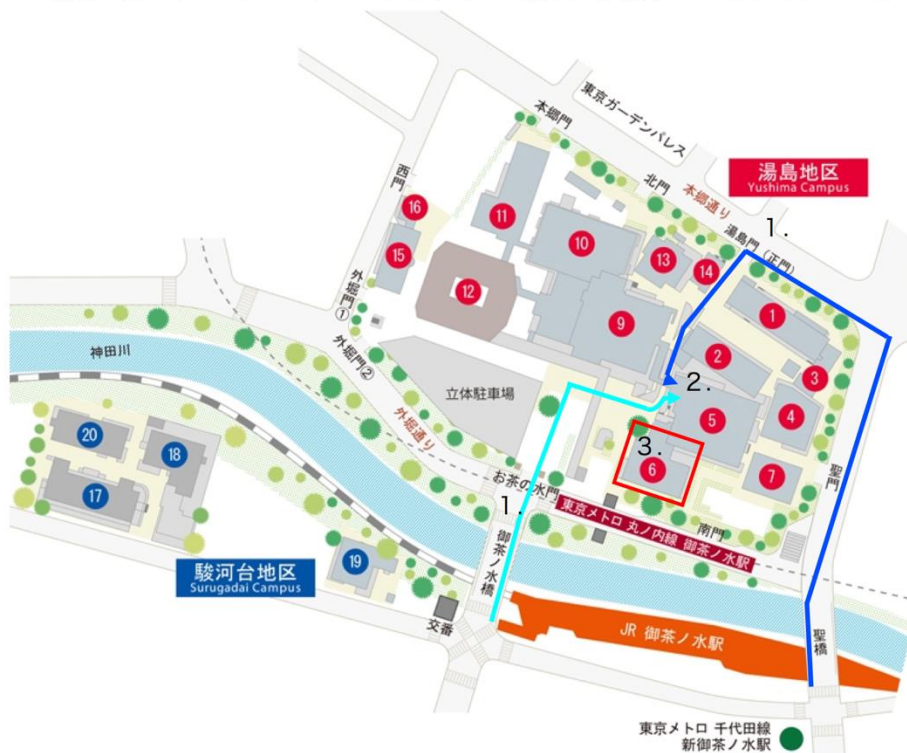 東京ガーデンパレス
本郷門
湯島地区
Yushima Campus
北門
本郷通り
1.
湯島門(正門)
西門
16
11
10
13
14
15
12
外堀門①
1
9
2
3
神田川
外堀門②
立体駐車場
2.
4
5
外堀通り
3.
6
7
聖門
20
18
17
お茶の水門
1.
東京メトロ 丸ノ内線 御茶ノ水駅
南門
御茶ノ水橋
駿河台地区
Surugadai Campus
19
交番
JR 御茶ノ水駅
聖橋
東京メトロ 千代田線
新御茶ノ水駅